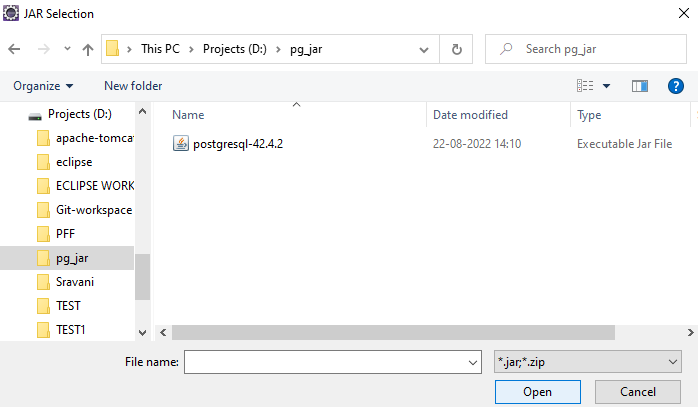 JAR Selection
This PC > Projects (D:) > pg_jar
Search pg_jar
Organize
New folder
Projects (D:)
apache-tomca
eclipse
ECLIPSE WORK
Git-workspace
PFF
pg_jar
Sravani
TEST
TEST1
Name Date modified Type
postgresql-42.4.2 22-08-2022 14:10 Executable Jar File
File name:
*.jar;*.zip
Open
Cancel